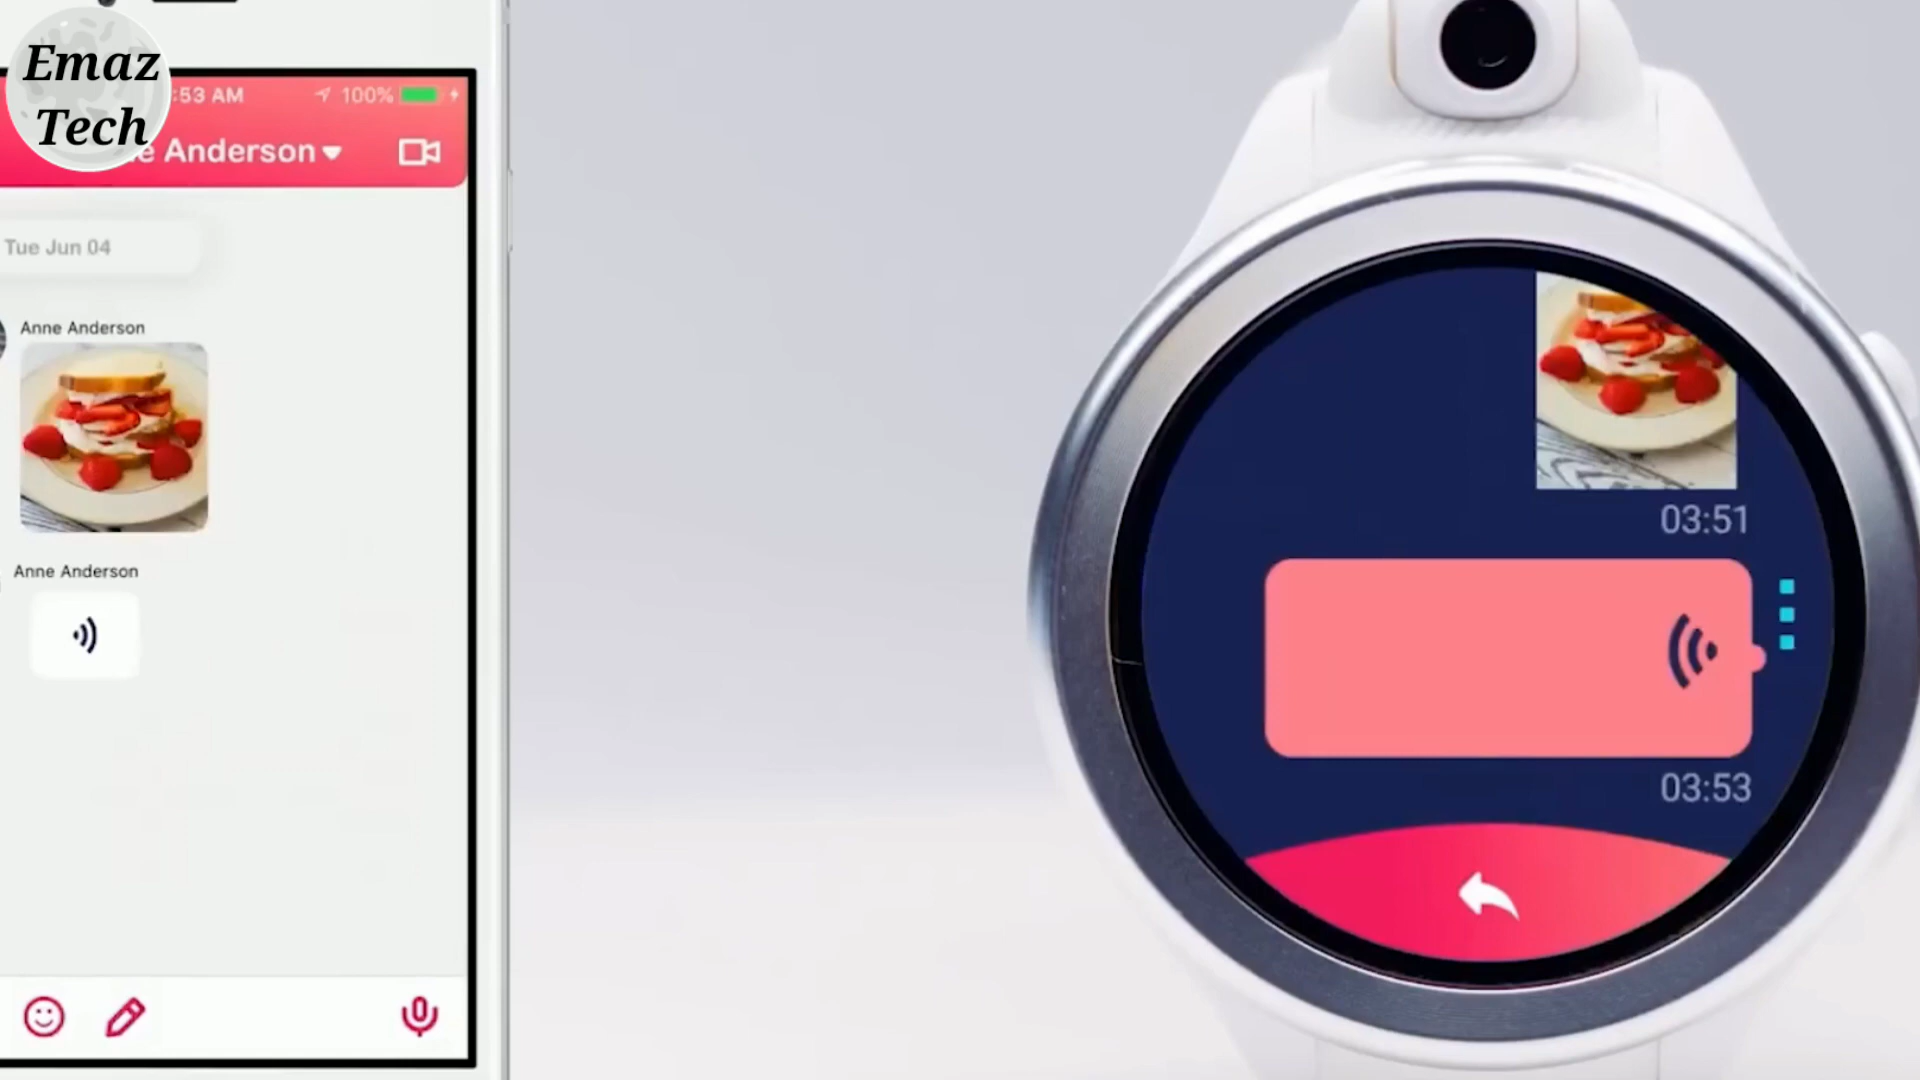 Emaz
Tech
:53 AM
100%
e Anderson
Tue Jun 04
Anne Anderson
Anne Anderson
03:51
03:53